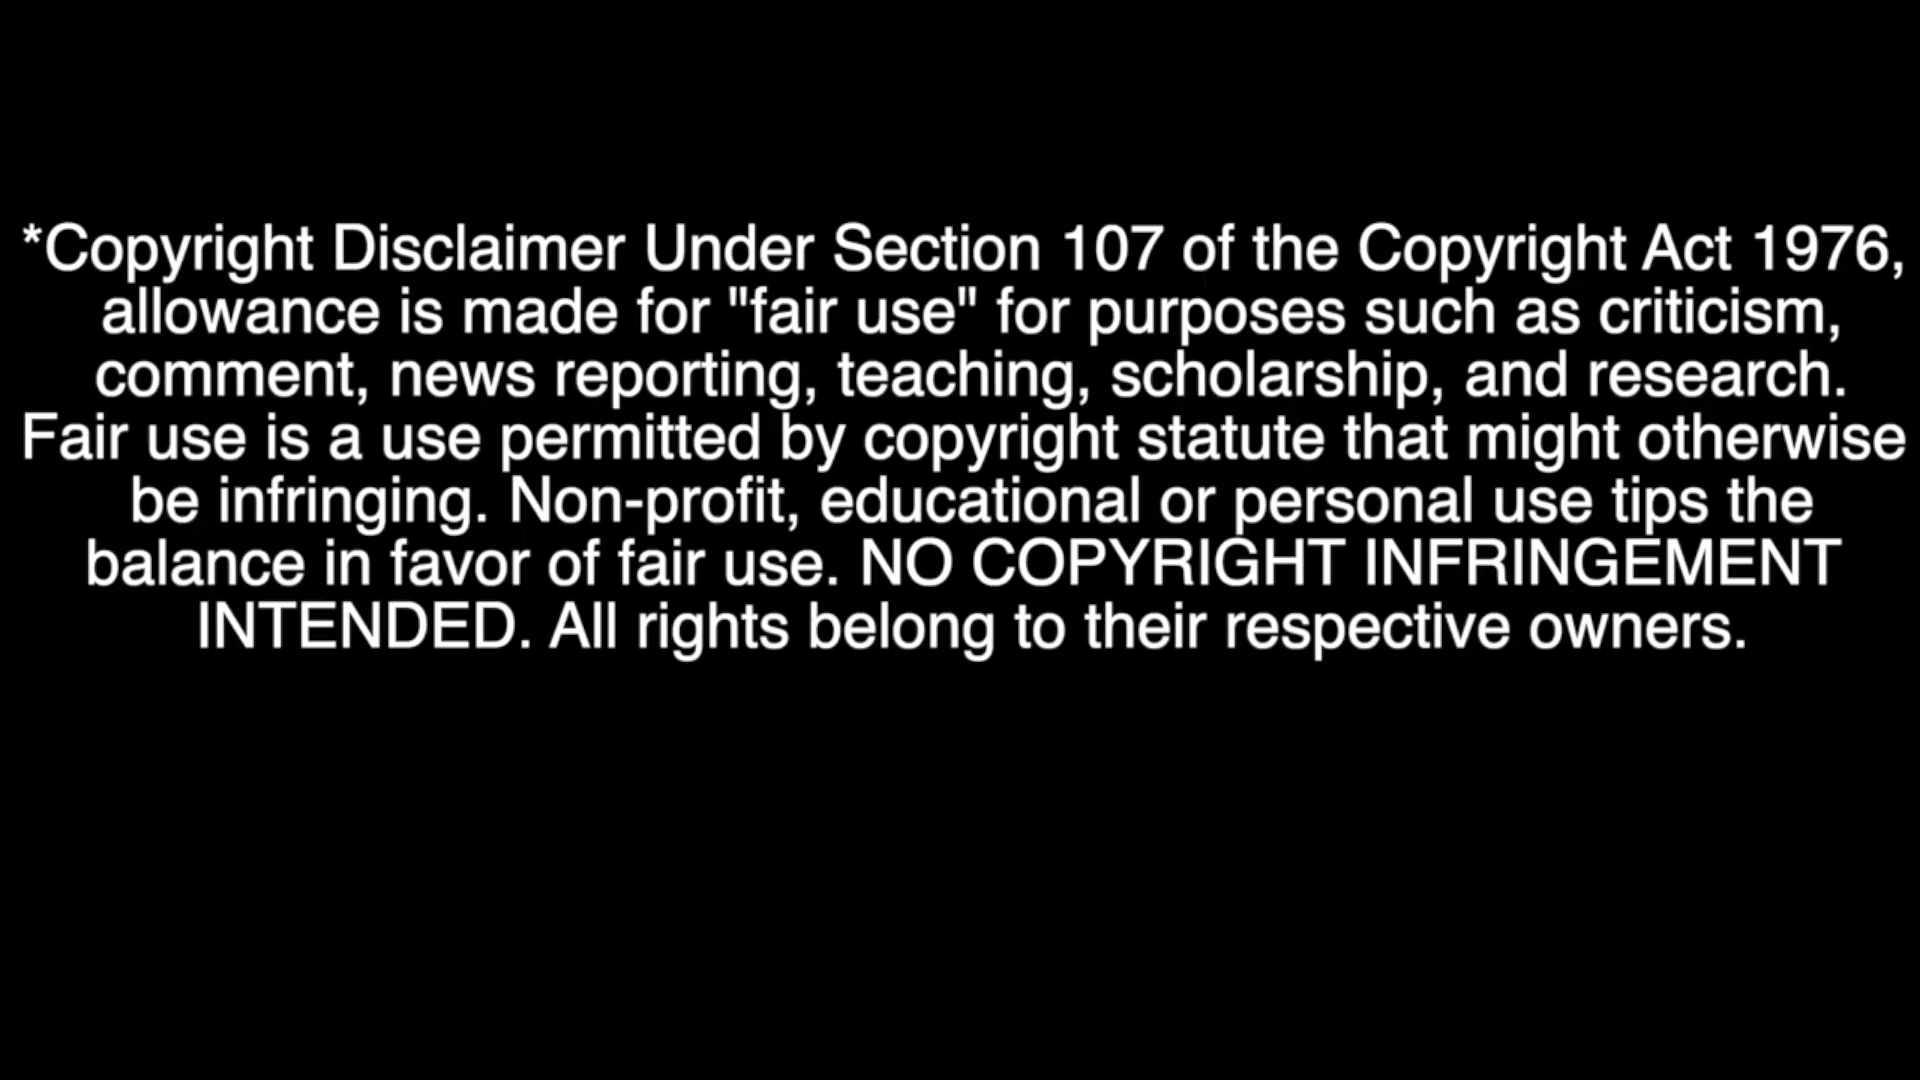 *Copyright Disclaimer Under Section 107 of the Copyright Act 1976,
allowance is made for "fair use" for purposes such as criticism,
comment, news reporting, teaching, scholarship, and research.
Fair use is a use permitted by copyright statute that might otherwise
be infringing. Non-profit, educational or personal use tips the
balance in favor of fair use. NO COPYRIGHT INFRINGEMENT
INTENDED. All rights belong to their respective owners.